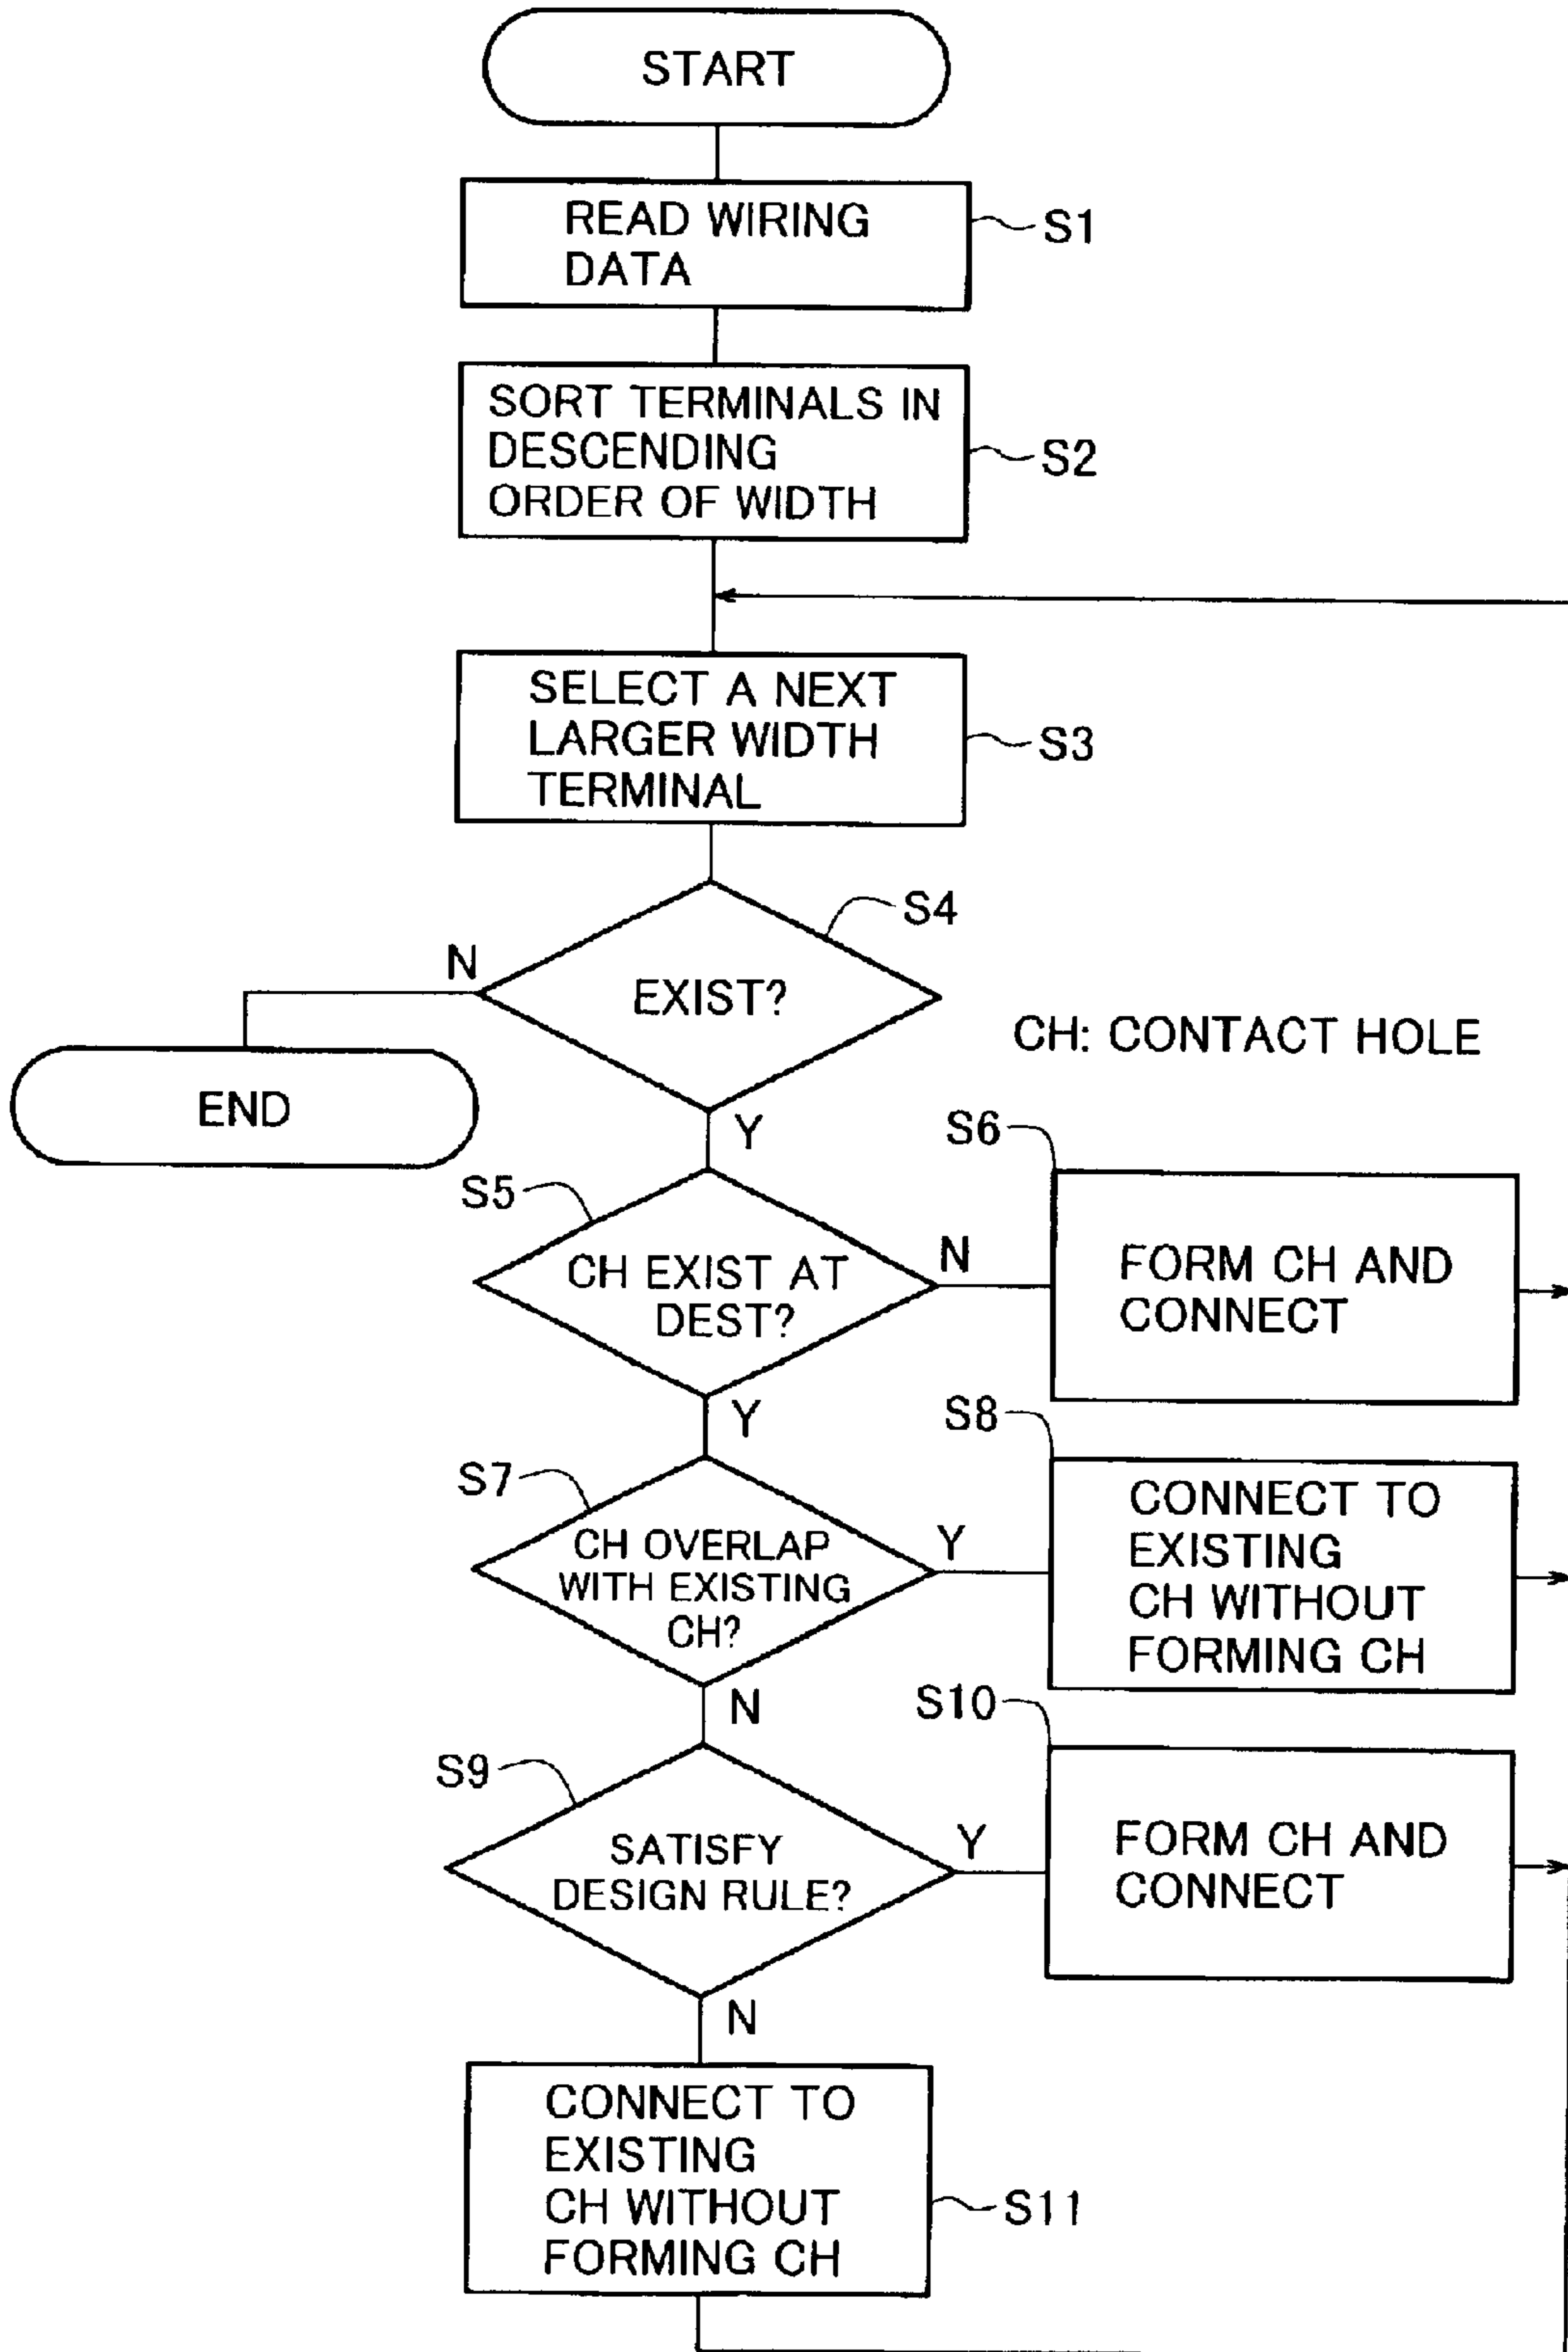 START
READ WIRING
DATA
S1
SORT TERMINALS IN
DESCENDING
ORDER OF WIDTH
S2
SELECT A NEXT
LARGER WIDTH
TERMINAL
S3
S4
N
EXIST?
CH: CONTACT HOLE
END
Y
S6
S5
CH EXIST AT
DEST?
N
FORM CH AND
CONNECT
Y
S8
S7
CH OVERLAP
WITH EXISTING
CH?
Y
CONNECT TO
EXISTING
CH WITHOUT
FORMING CH
N
S10
S9
SATISFY
DESIGN RULE?
Y
FORM CH AND
CONNECT
N
CONNECT TO
EXISTING
CH WITHOUT
FORMING CH
S11